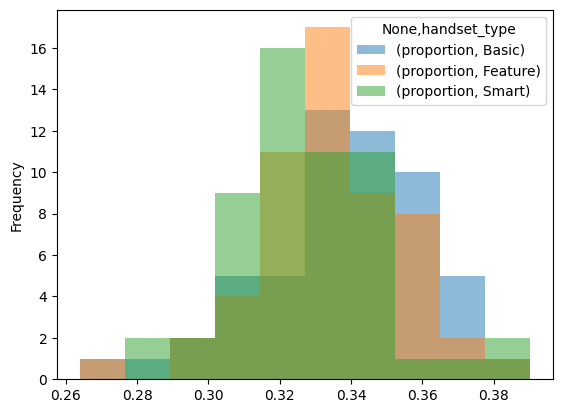 None,handset_type
(proportion, Basic)
(proportion, Feature)
(proportion, Smart)
Frequency
16
14
12
10
8
6
4
2
0
0.26 0.28 0.30 0.32 0.34 0.36 0.38